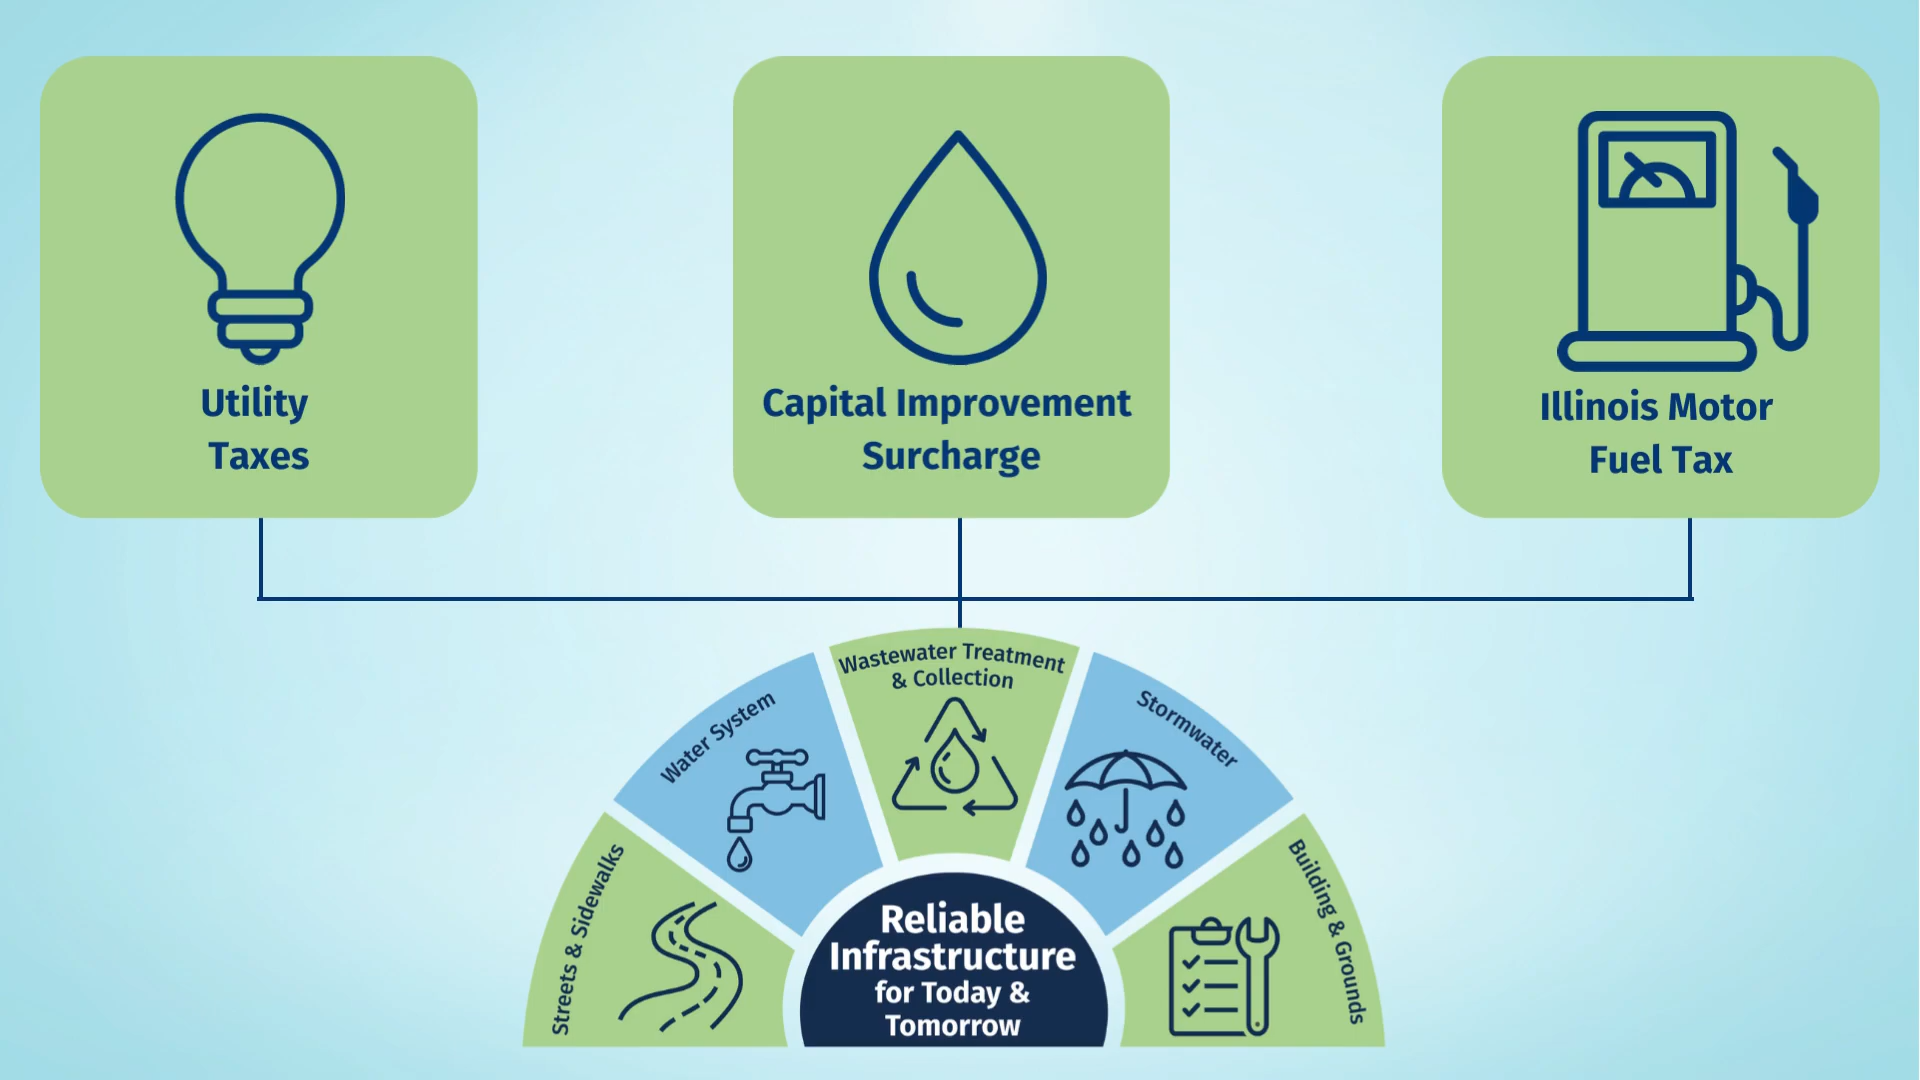 Utility
Taxes
Capital Improvement
Surcharge
Illinois Motor
Fuel Tax
Streets & Sidewalks
Water System
Wastewater Treatment
& Collection
Stormwater
Building & Grounds
Reliable
Infrastructure
for Today &
Tomorrow